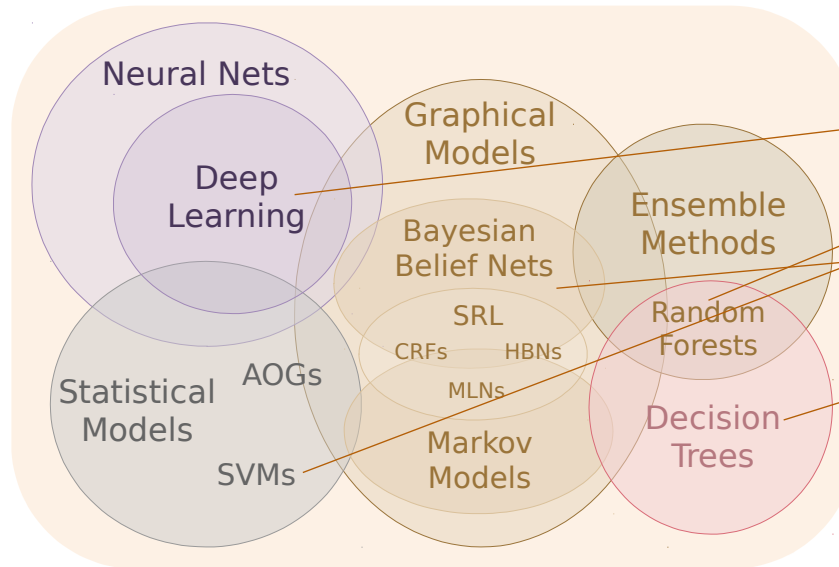 Neural Nets
Deep
Learning
Graphical
Models
Ensemble
Methods
Bayesian
Belief Nets
SRL
CRFs
HBNs
MLNs
Random
Forests
AOGs
Statistical
Models
SVMs
Markov
Models
Decision
Trees